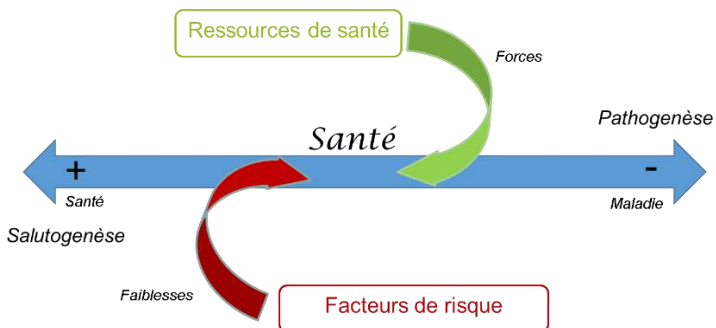 Ressources de santé
Forces
Pathogenèse
Santé
+
-
Santé
Maladie
Salutogenèse
Faiblesses
Facteurs de risque